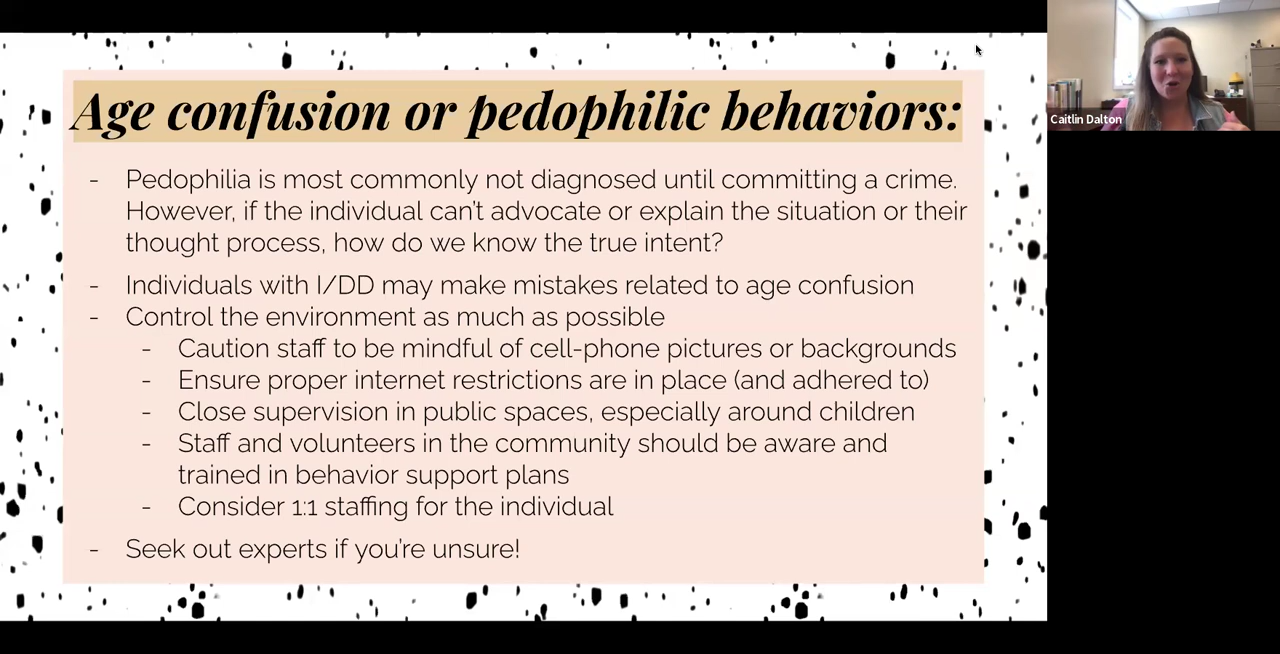 Age confusion or pedophilic behaviors:
- Pedophilia is most commonly not diagnosed until committing a crime.
However, if the individual can't advocate or explain the situation or their
thought process, how do we know the true intent?
- Individuals with I/DD may make mistakes related to age confusion
- Control the environment as much as possible
- Caution staff to be mindful of cell-phone pictures or backgrounds
- Ensure proper internet restrictions are in place (and adhered to)
- Close supervision in public spaces, especially around children
- Staff and volunteers in the community should be aware and
trained in behavior support plans
- Consider 1:1 staffing for the individual
- Seek out experts if you're unsure!
Caitlin Dalton